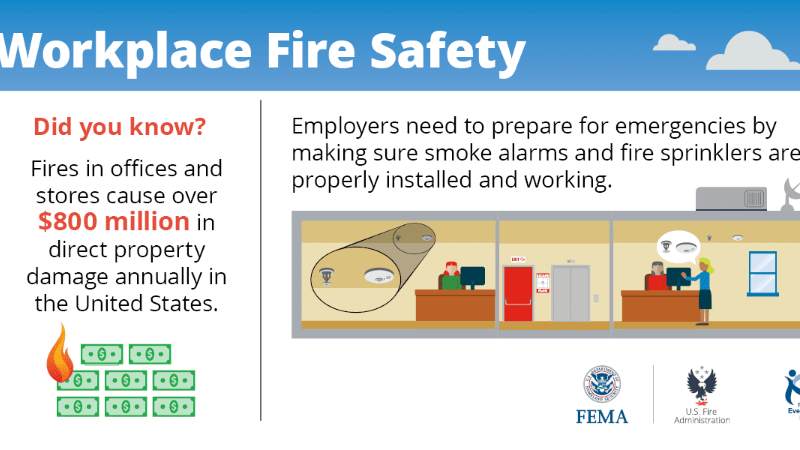 Workplace Fire Safety
Did you know?
Fires in offices and
stores cause over
$800 million in
direct property
damage annually in
the United States.
Employers need to prepare for emergencies by
making sure smoke alarms and fire sprinklers are
properly installed and working.
EXIT
FEMA
U.S. Fire
Administration